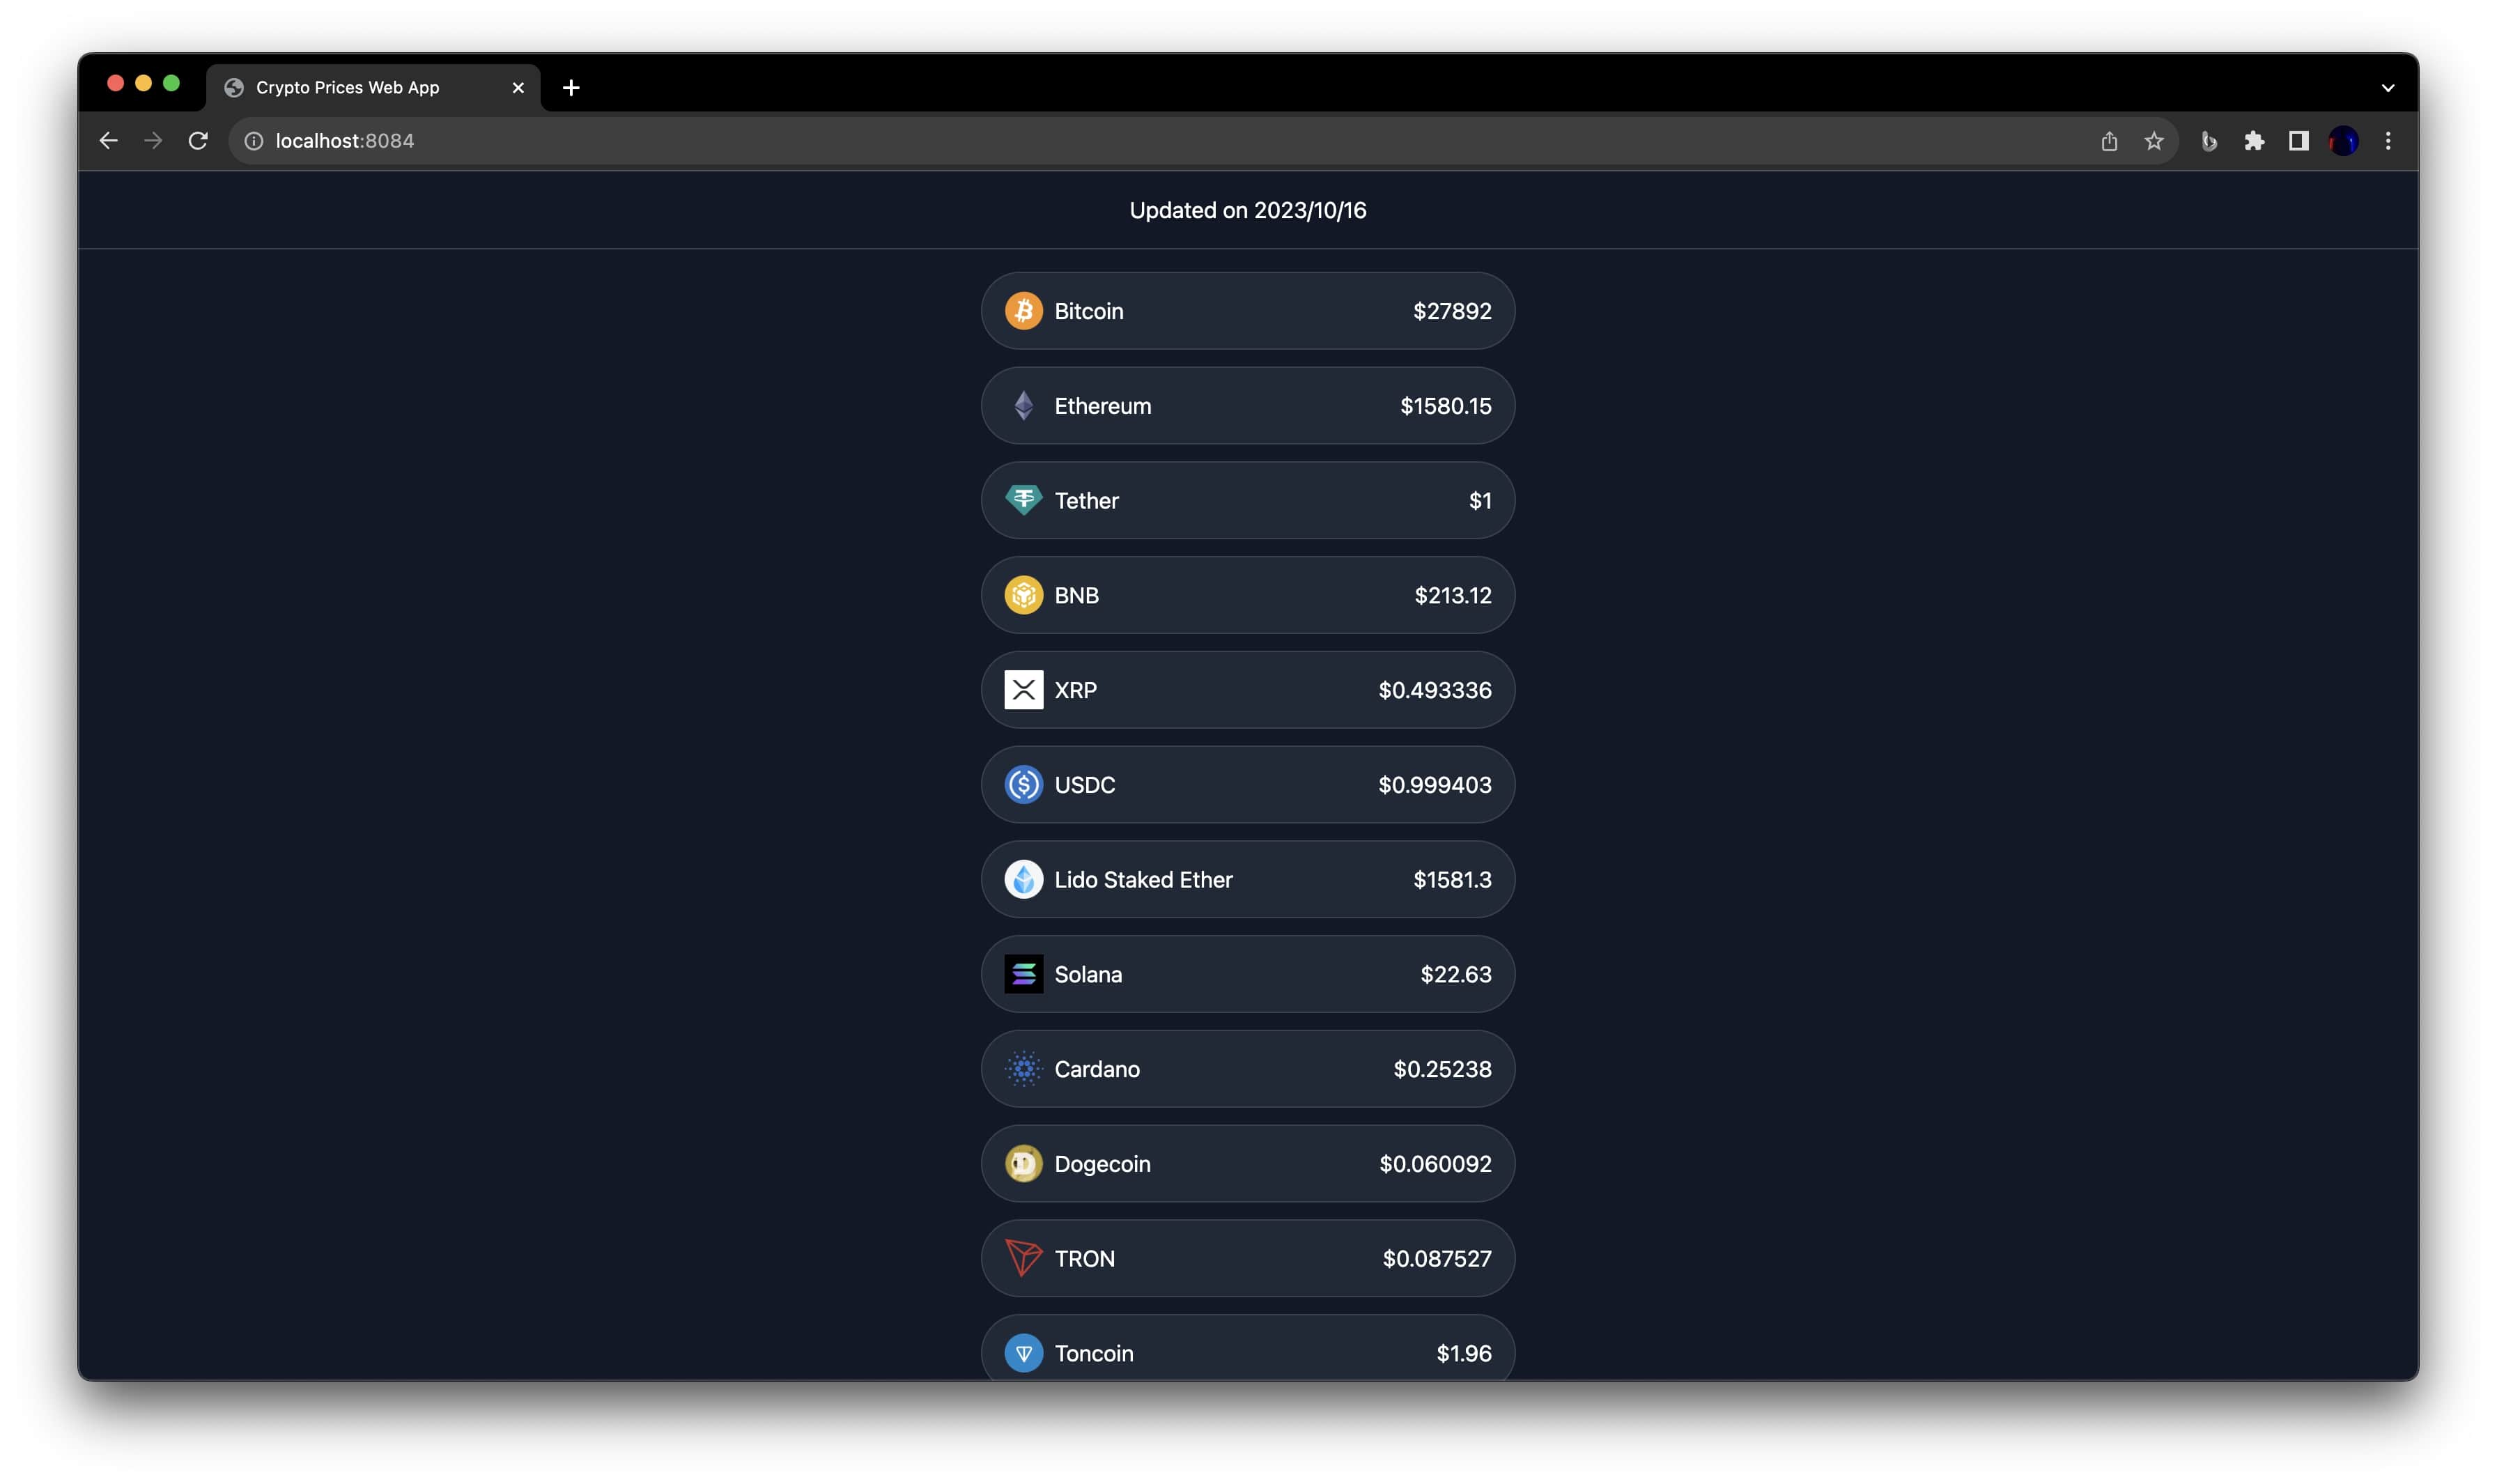 Crypto Prices Web App
localhost:8084
Updated on 2023/10/16
Bitcoin $27892
Ethereum $1580.15
Tether $1
BNB $213.12
XRP $0.493336
USDC $0.999403
Lido Staked Ether $1581.3
Solana $22.63
Cardano $0.25238
Dogecoin $0.060092
TRON $0.087527
Toncoin $1.96